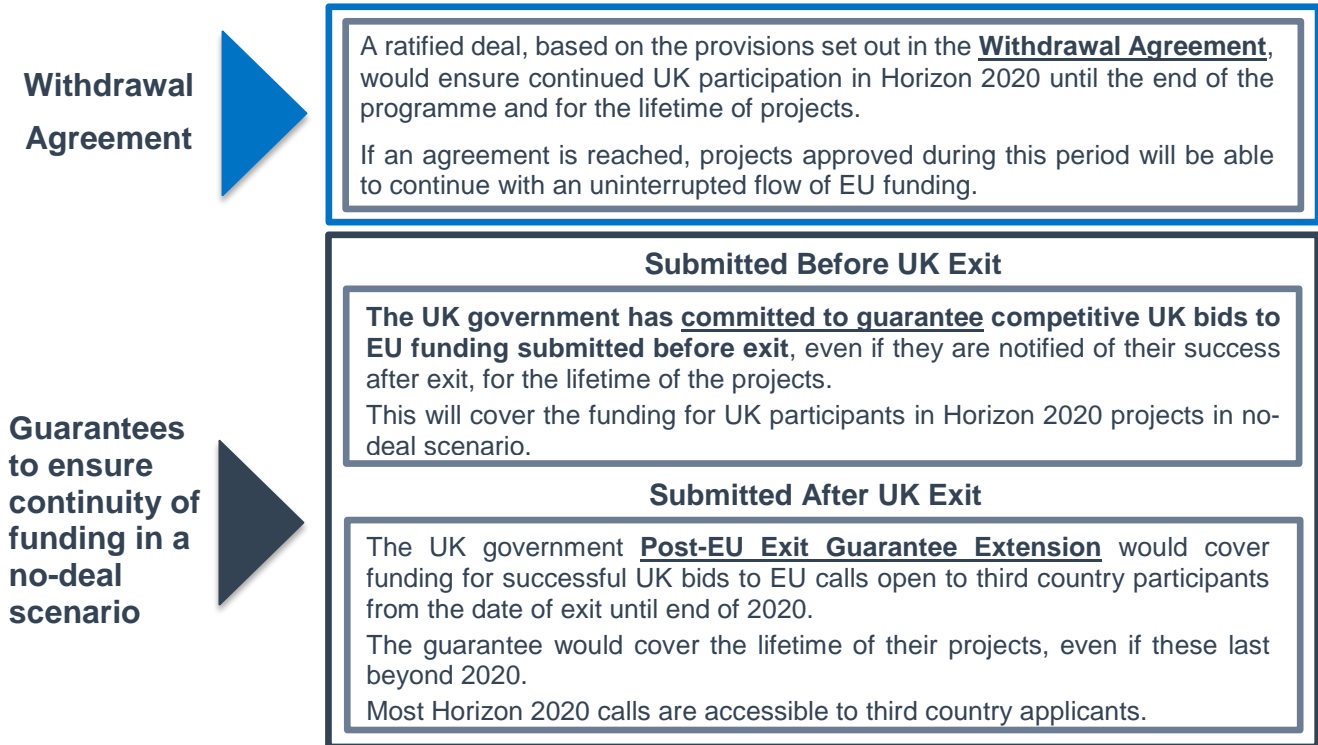 Withdrawal
Agreement
A ratified deal, based on the provisions set out in the Withdrawal Agreement,
would ensure continued UK participation in Horizon 2020 until the end of the
programme and for the lifetime of projects.
If an agreement is reached, projects approved during this period will be able
to continue with an uninterrupted flow of EU funding.
Guarantees
to ensure
continuity of
funding in a
no-deal
scenario
Submitted Before UK Exit
The UK government has committed to guarantee competitive UK bids to
EU funding submitted before exit, even if they are notified of their success
after exit, for the lifetime of the projects.
This will cover the funding for UK participants in Horizon 2020 projects in no-
deal scenario.
Submitted After UK Exit
The UK government Post-EU Exit Guarantee Extension would cover
funding for successful UK bids to EU calls open to third country participants
from the date of exit until end of 2020.
The guarantee would cover the lifetime of their projects, even if these last
beyond 2020.
Most Horizon 2020 calls are accessible to third country applicants.